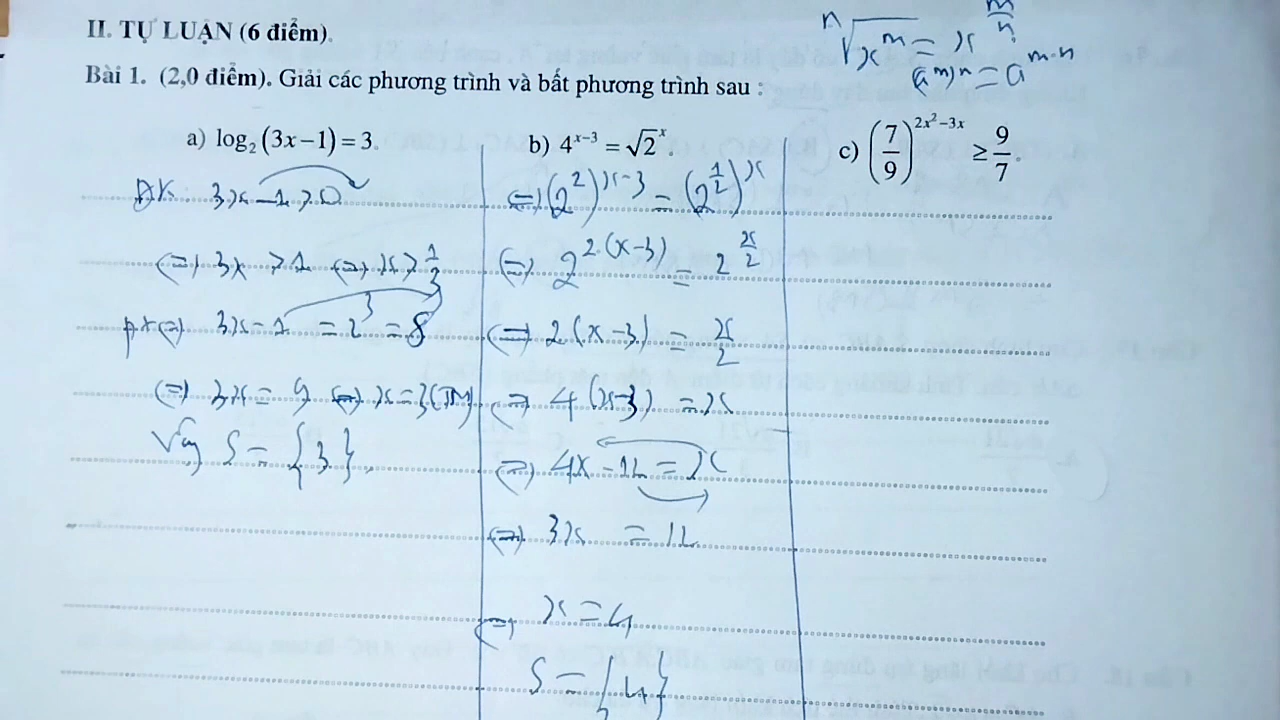 II. TỰ LUẬN (6 điểm).
ⁿ√xᵐ = x^(m/n)
(aᵐ)ⁿ = a^(m·n)
Bài 1. (2,0 điểm). Giải các phương trình và bất phương trình sau :
a) log₂(3x−1) = 3.
ĐK: 3x − 1 > 0
⇔ 3x > 1 ⇔ x > 1/3
pt ⇔ 3x − 1 = 2³ = 8
⇔ 3x = 9 ⇔ x = 3 (TM)
Vậy S = {3}.
b) 4^(x−3) = √2^x.
⇔ (2²)^(x−3) = (2^(1/2))^x
⇔ 2^(2·(x−3)) = 2^(x/2)
⇔ 2(x−3) = x/2
⇔ 4(x−3) = x
⇔ 4x − 12 = x
⇔ 3x = 12
⇔ x = 4
S = {4}
c) (7/9)^(2x²−3x) ≥ 9/7.